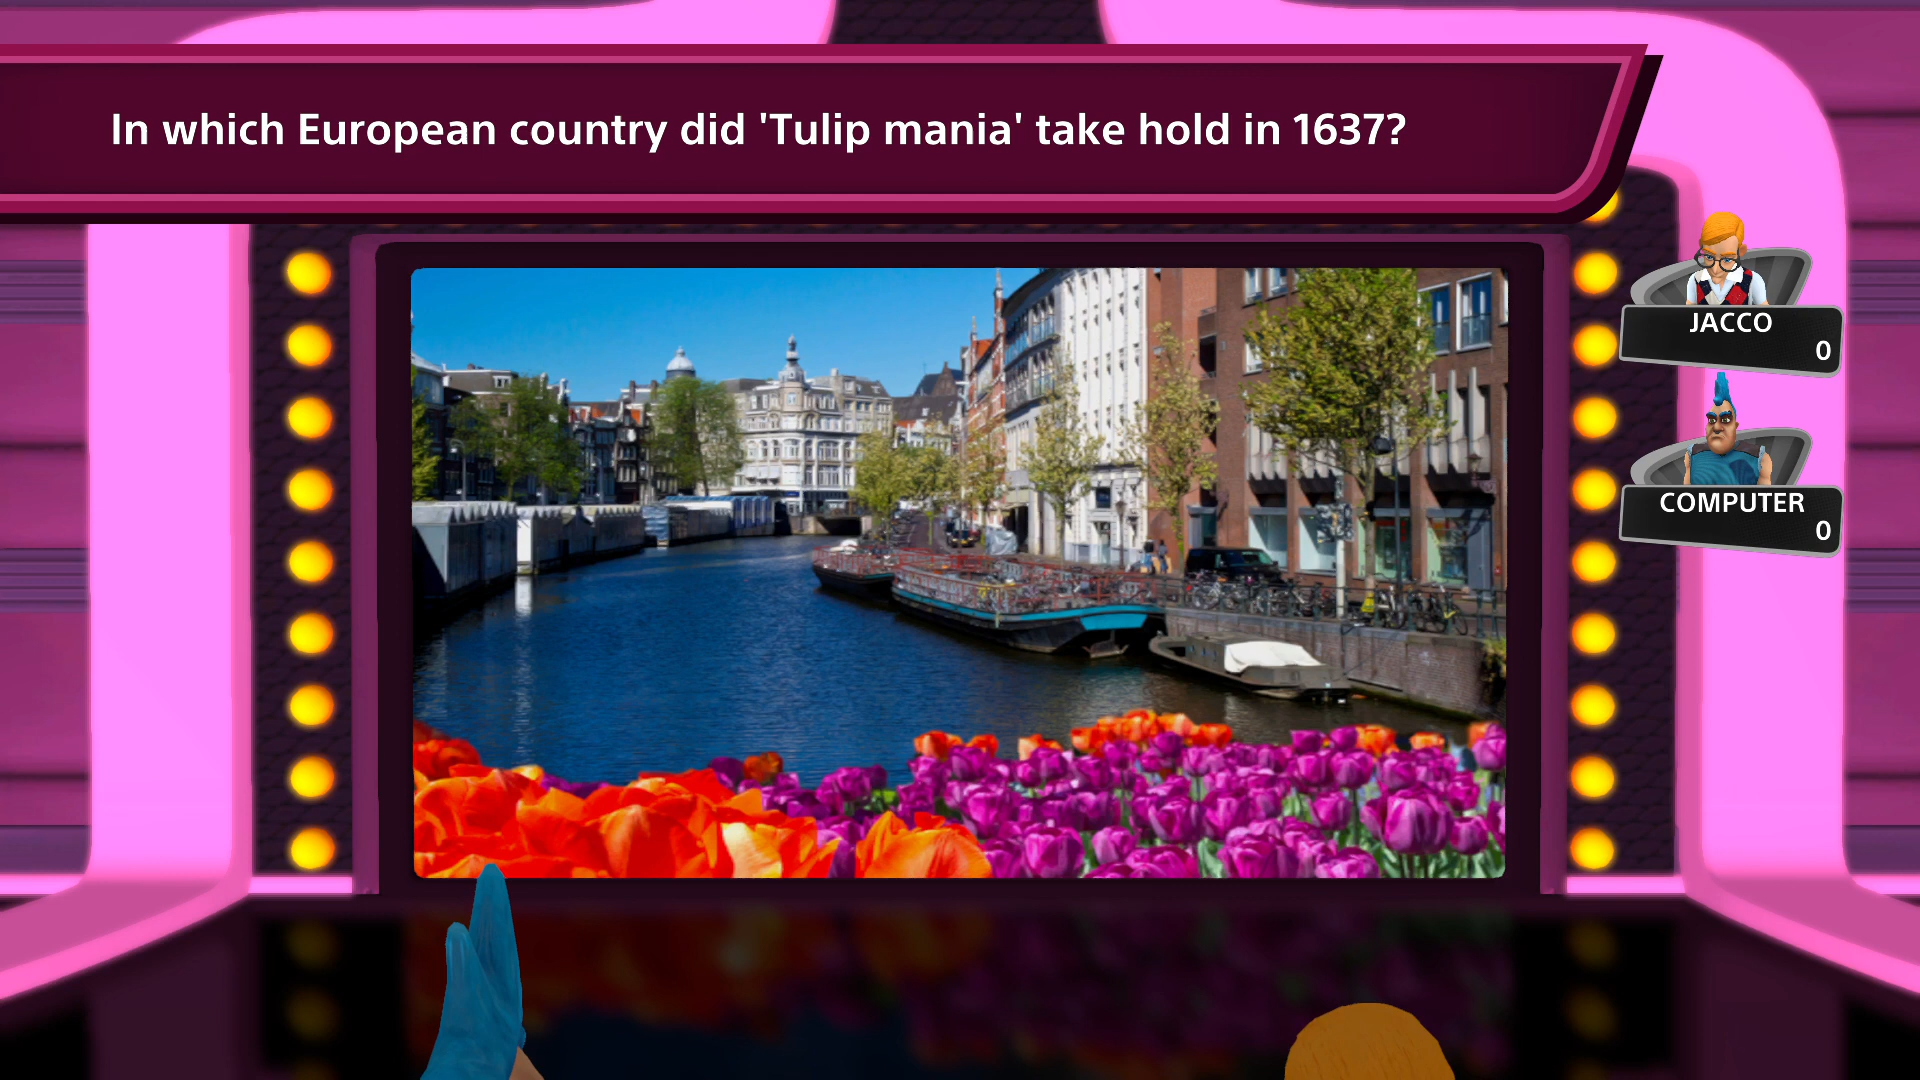 In which European country did 'Tulip mania' take hold in 1637?
JACCO
0
COMPUTER
0